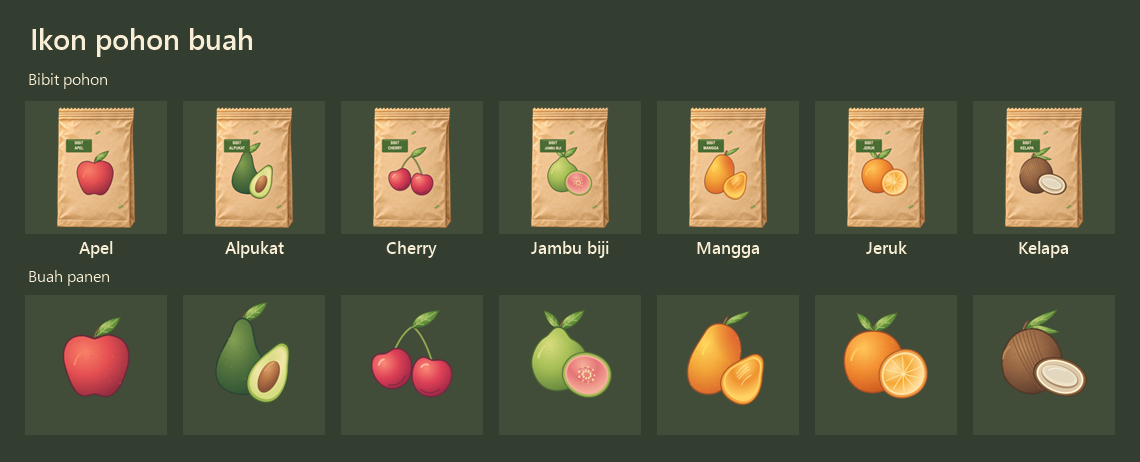 Ikon pohon buah
Bibit pohon
BIBIT
APEL
BIBIT
ALPUKAT
BIBIT
CHERRY
BIBIT
JAMBU BIJI
BIBIT
MANGGA
BIBIT
JERUK
BIBIT
KELAPA
Apel
Alpukat
Cherry
Jambu biji
Mangga
Jeruk
Kelapa
Buah panen